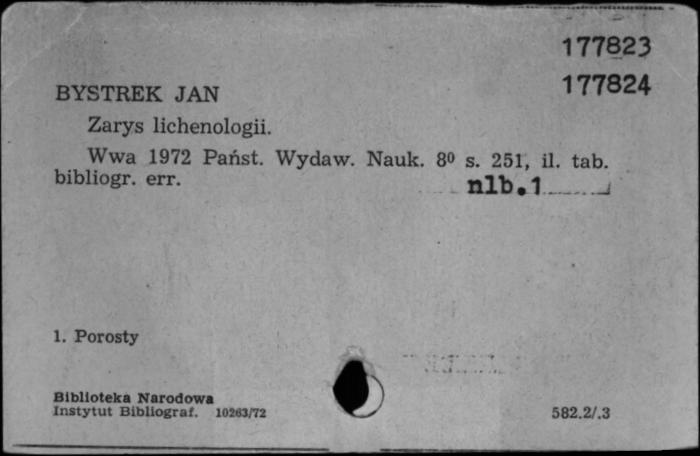 177823
177824
BYSTREK JAN
Zarys lichenologii.
Wwa 1972 Państ. Wydaw. Nauk. 8⁰ s. 251, il. tab.
bibliogr. err.
nlb.1
1. Porosty
Biblioteka Narodowa
Instytut Bibliograf. 10263/72
582.2/.3